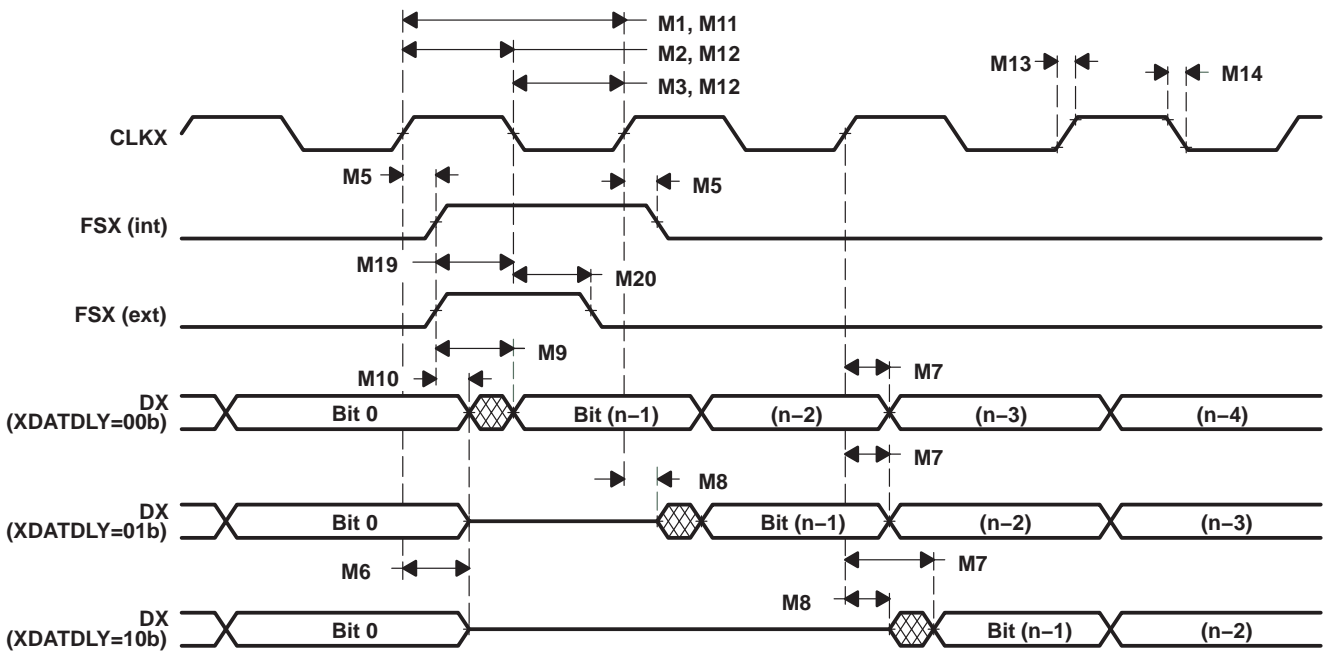 M1, M11
M2, M12
M3, M12
M13
M14
CLKX
M5
M5
FSX (int)
M19
M20
FSX (ext)
M9
M10
M7
DX
(XDATDLY=00b)
Bit 0
Bit (n–1)
(n–2)
(n–3)
(n–4)
M7
M8
DX
(XDATDLY=01b)
Bit 0
Bit (n–1)
(n–2)
(n–3)
M6
M7
M8
DX
(XDATDLY=10b)
Bit 0
Bit (n–1)
(n–2)